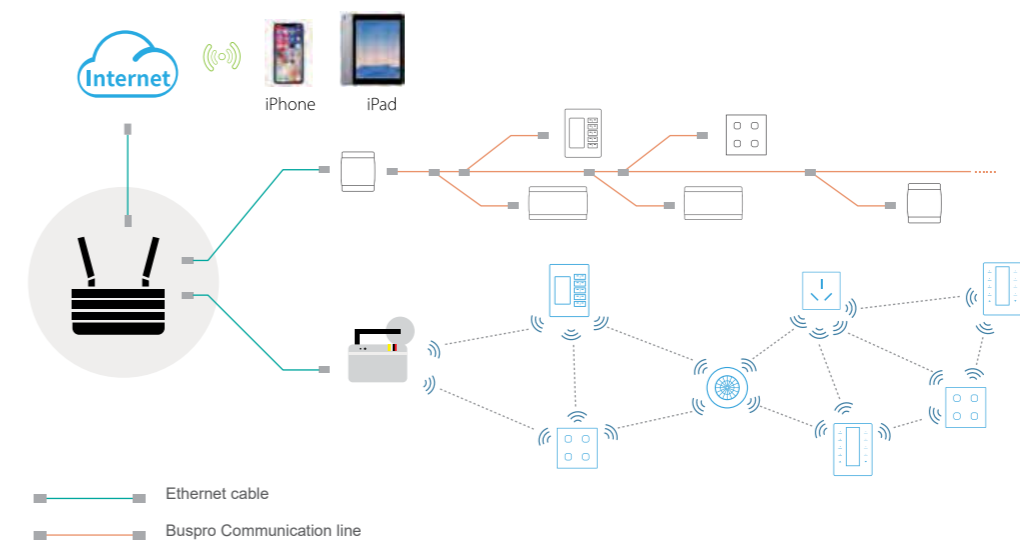 Internet
iPhone
iPad
Ethernet cable
Buspro Communication line